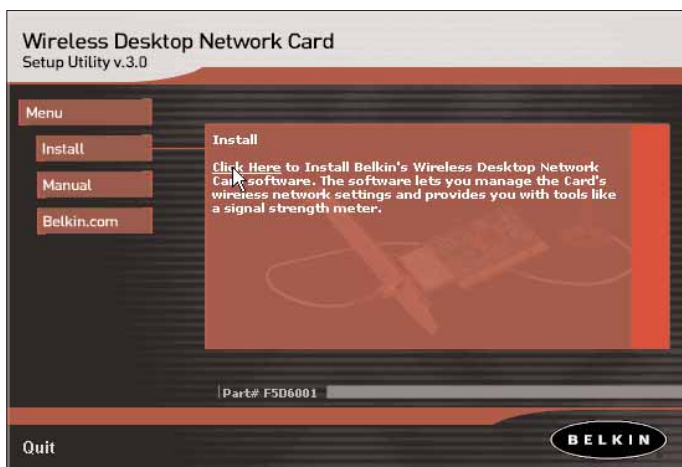 Wireless Desktop Network Card
Setup Utility v.3.0
Menu
Install
Manual
Belkin.com
Install
Click Here to Install Belkin's Wireless Desktop Network
Card software. The software lets you manage the Card's
wireless network settings and provides you with tools like
a signal strength meter.
Part# F5D6001
Quit
BELKIN